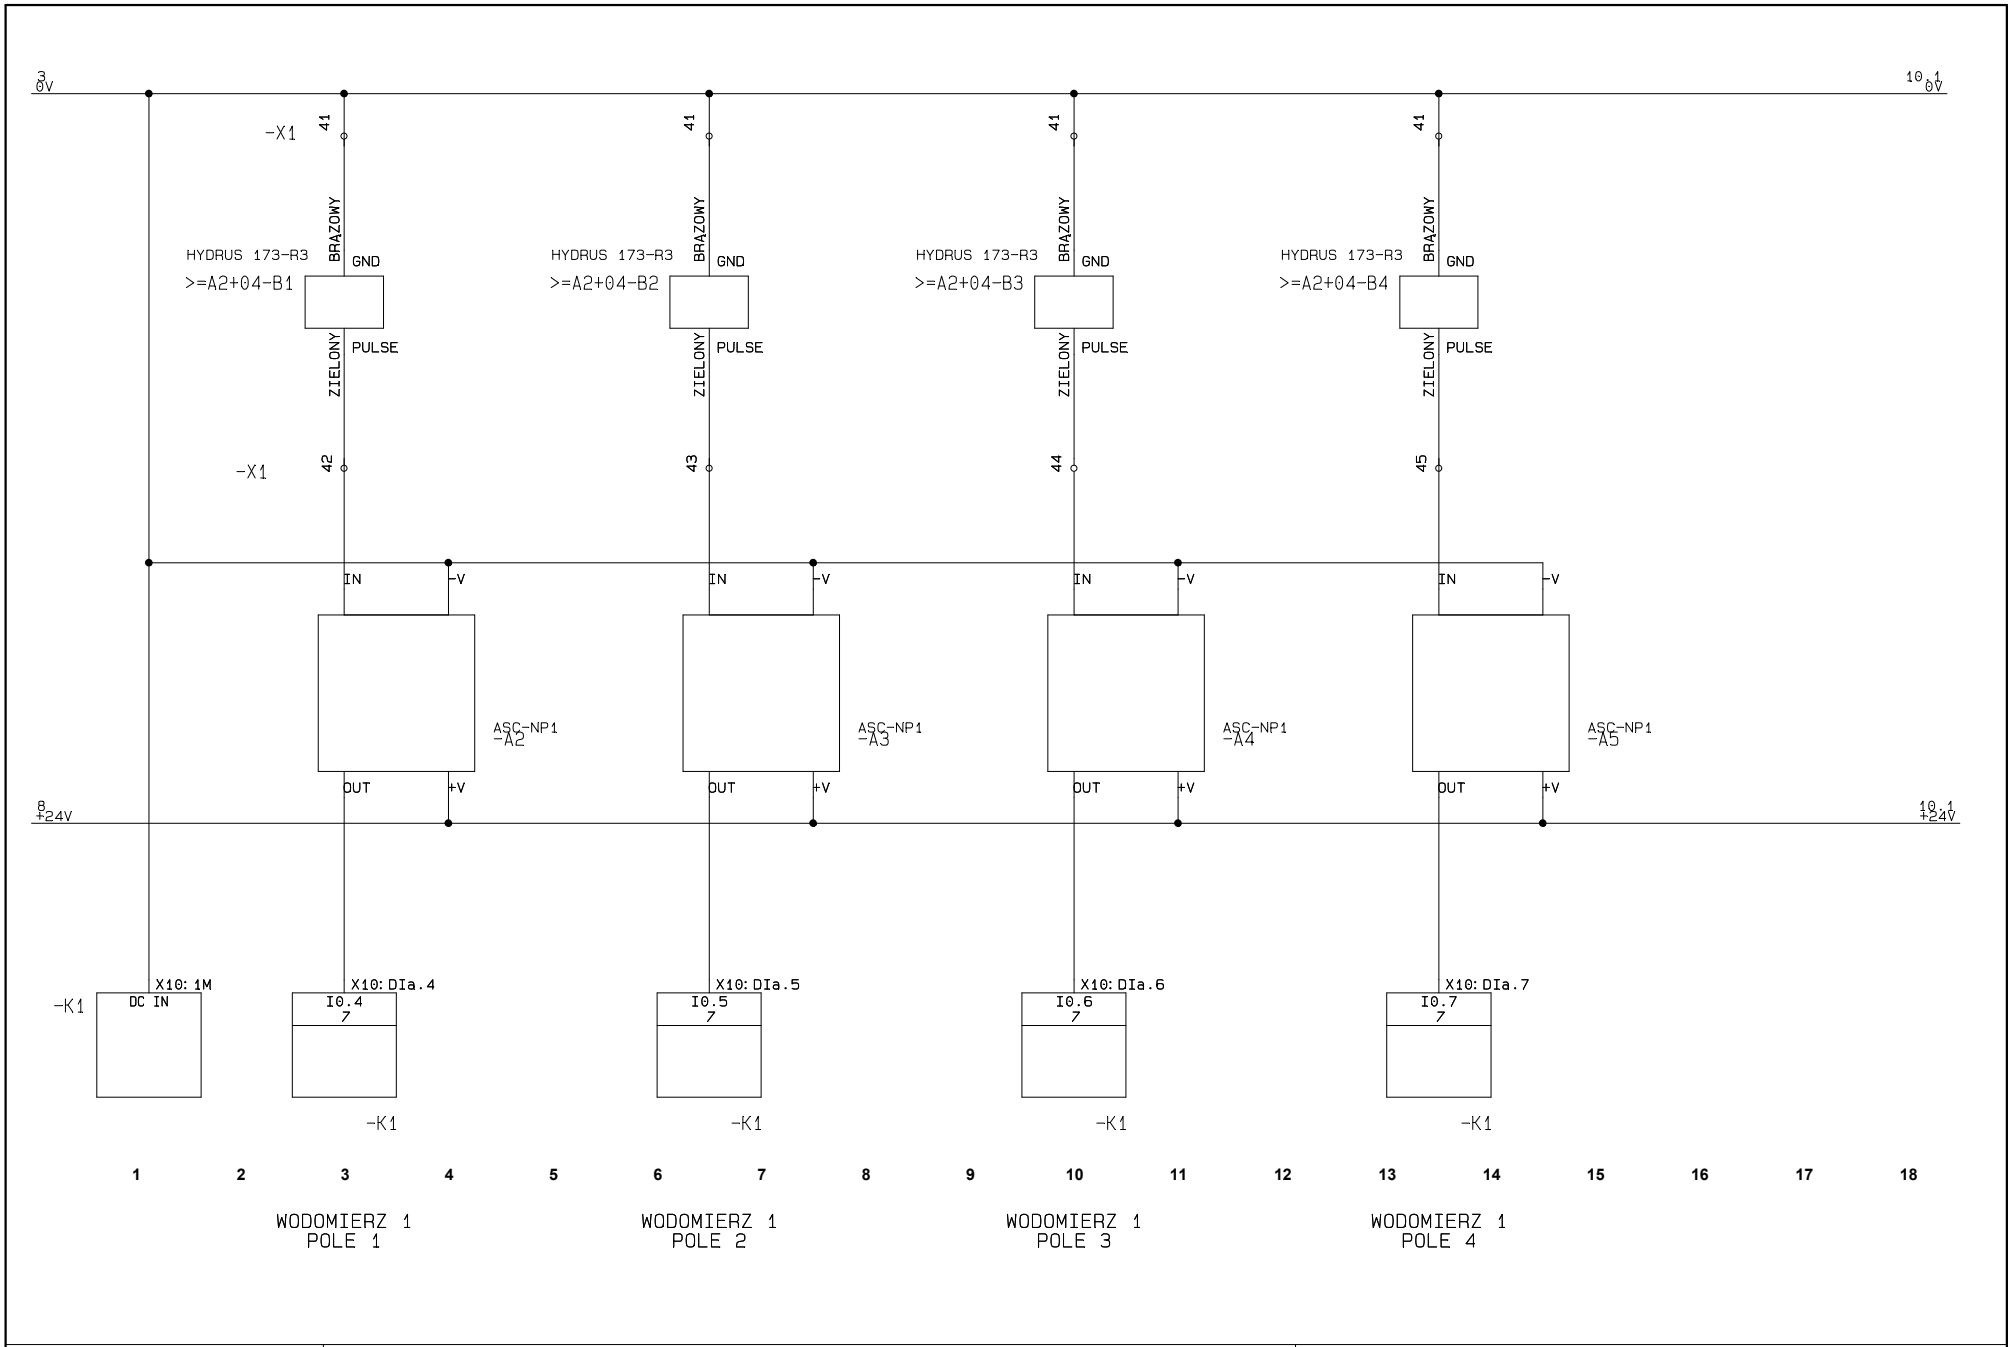 3
0V
10.1
0V
-X1
41
41
41
41
BRĄZOWY
BRĄZOWY
BRĄZOWY
BRĄZOWY
HYDRUS 173-R3
GND
HYDRUS 173-R3
GND
HYDRUS 173-R3
GND
HYDRUS 173-R3
GND
>=A2+04-B1
>=A2+04-B2
>=A2+04-B3
>=A2+04-B4
ZIELONY
PULSE
ZIELONY
PULSE
ZIELONY
PULSE
ZIELONY
PULSE
-X1
42
43
44
45
IN
-V
IN
-V
IN
-V
IN
-V
ASC-NP1
-A2
ASC-NP1
-A3
ASC-NP1
-A4
ASC-NP1
-A5
OUT
+V
OUT
+V
OUT
+V
OUT
+V
8
+24V
10.1
+24V
X10:1M
X10:DIa.4
X10:DIa.5
X10:DIa.6
X10:DIa.7
-K1
DC IN
I0.4
7
I0.5
7
I0.6
7
I0.7
7
-K1
-K1
-K1
-K1
1 2 3 4 5 6 7 8 9 10 11 12 13 14 15 16 17 18
WODOMIERZ 1
POLE 1
WODOMIERZ 1
POLE 2
WODOMIERZ 1
POLE 3
WODOMIERZ 1
POLE 4